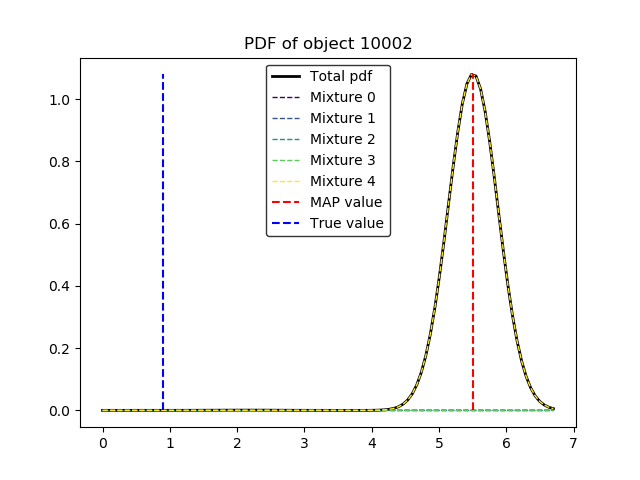 PDF of object 10002
Total pdf
Mixture 0
Mixture 1
Mixture 2
Mixture 3
Mixture 4
MAP value
True value
1.0
0.8
0.6
0.4
0.2
0.0
0 1 2 3 4 5 6 7